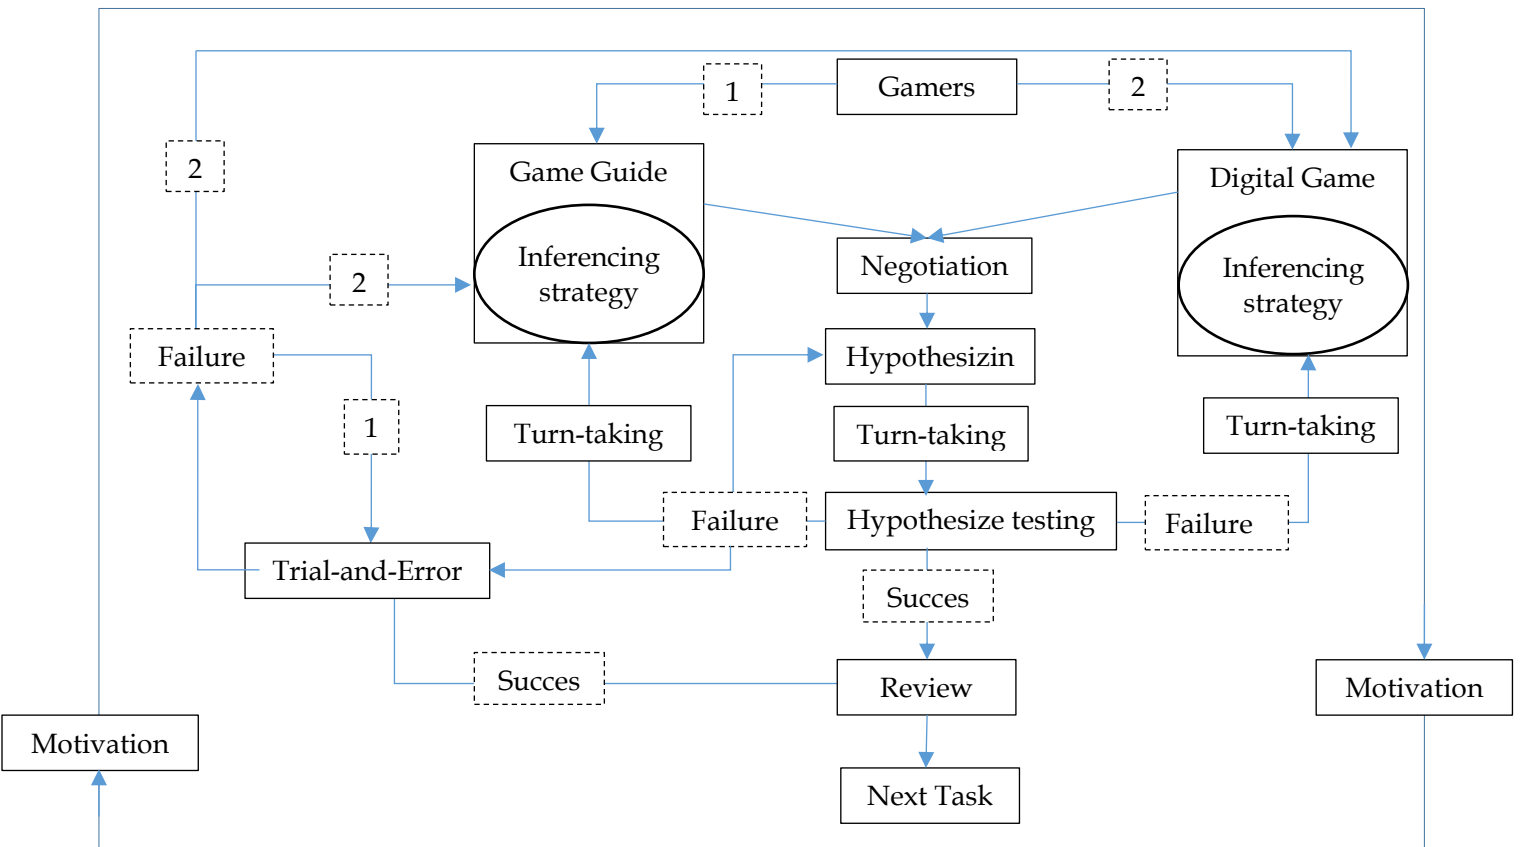 Gamers
1
2
2
Game Guide
Digital Game
Inferencing
strategy
Inferencing
strategy
Negotiation
2
Failure
Hypothesizin
1
Turn-taking
Turn-taking
Turn-taking
Failure
Hypothesize testing
Failure
Trial-and-Error
Succes
Succes
Review
Motivation
Motivation
Next Task